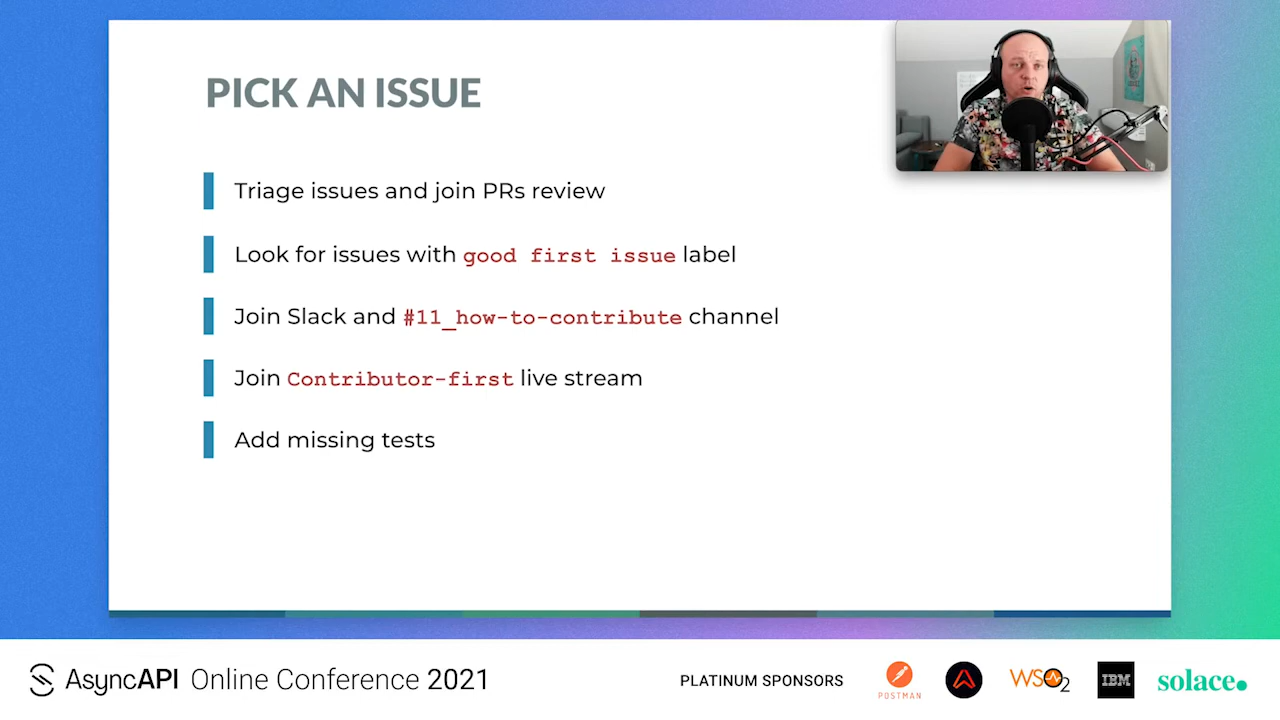 PICK AN ISSUE
Triage issues and join PRs review
Look for issues with good first issue label
Join Slack and #11_how-to-contribute channel
Join Contributor-first live stream
Add missing tests
AsyncAPI Online Conference 2021
PLATINUM SPONSORS
POSTMAN
WSO2
IBM
solace.